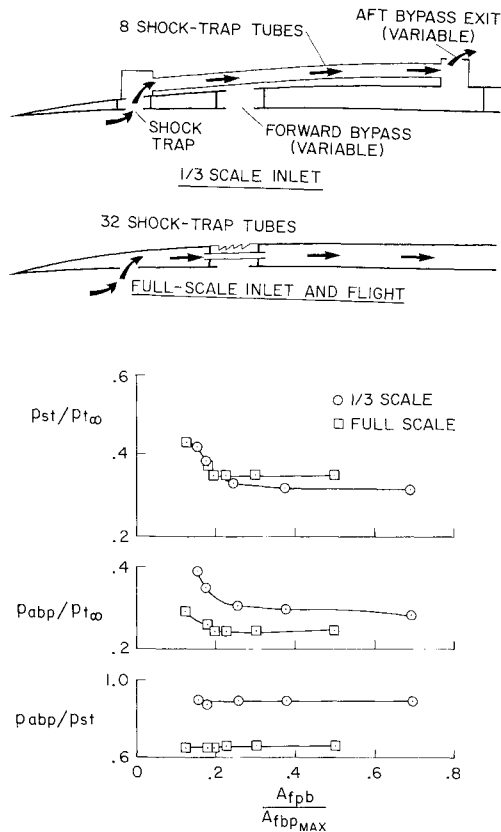 8 SHOCK-TRAP TUBES
AFT BYPASS EXIT
(VARIABLE)
SHOCK
TRAP
FORWARD BYPASS
(VARIABLE)
1/3 SCALE INLET
32 SHOCK-TRAP TUBES
FULL-SCALE INLET AND FLIGHT
.6
pst/pt∞
.4
.2
○ 1/3 SCALE
□ FULL SCALE
.4
pabp/pt∞
.2
1.0
pabp/pst
.6
0 .2 .4 .6 .8
Afpb
AfbpMAX